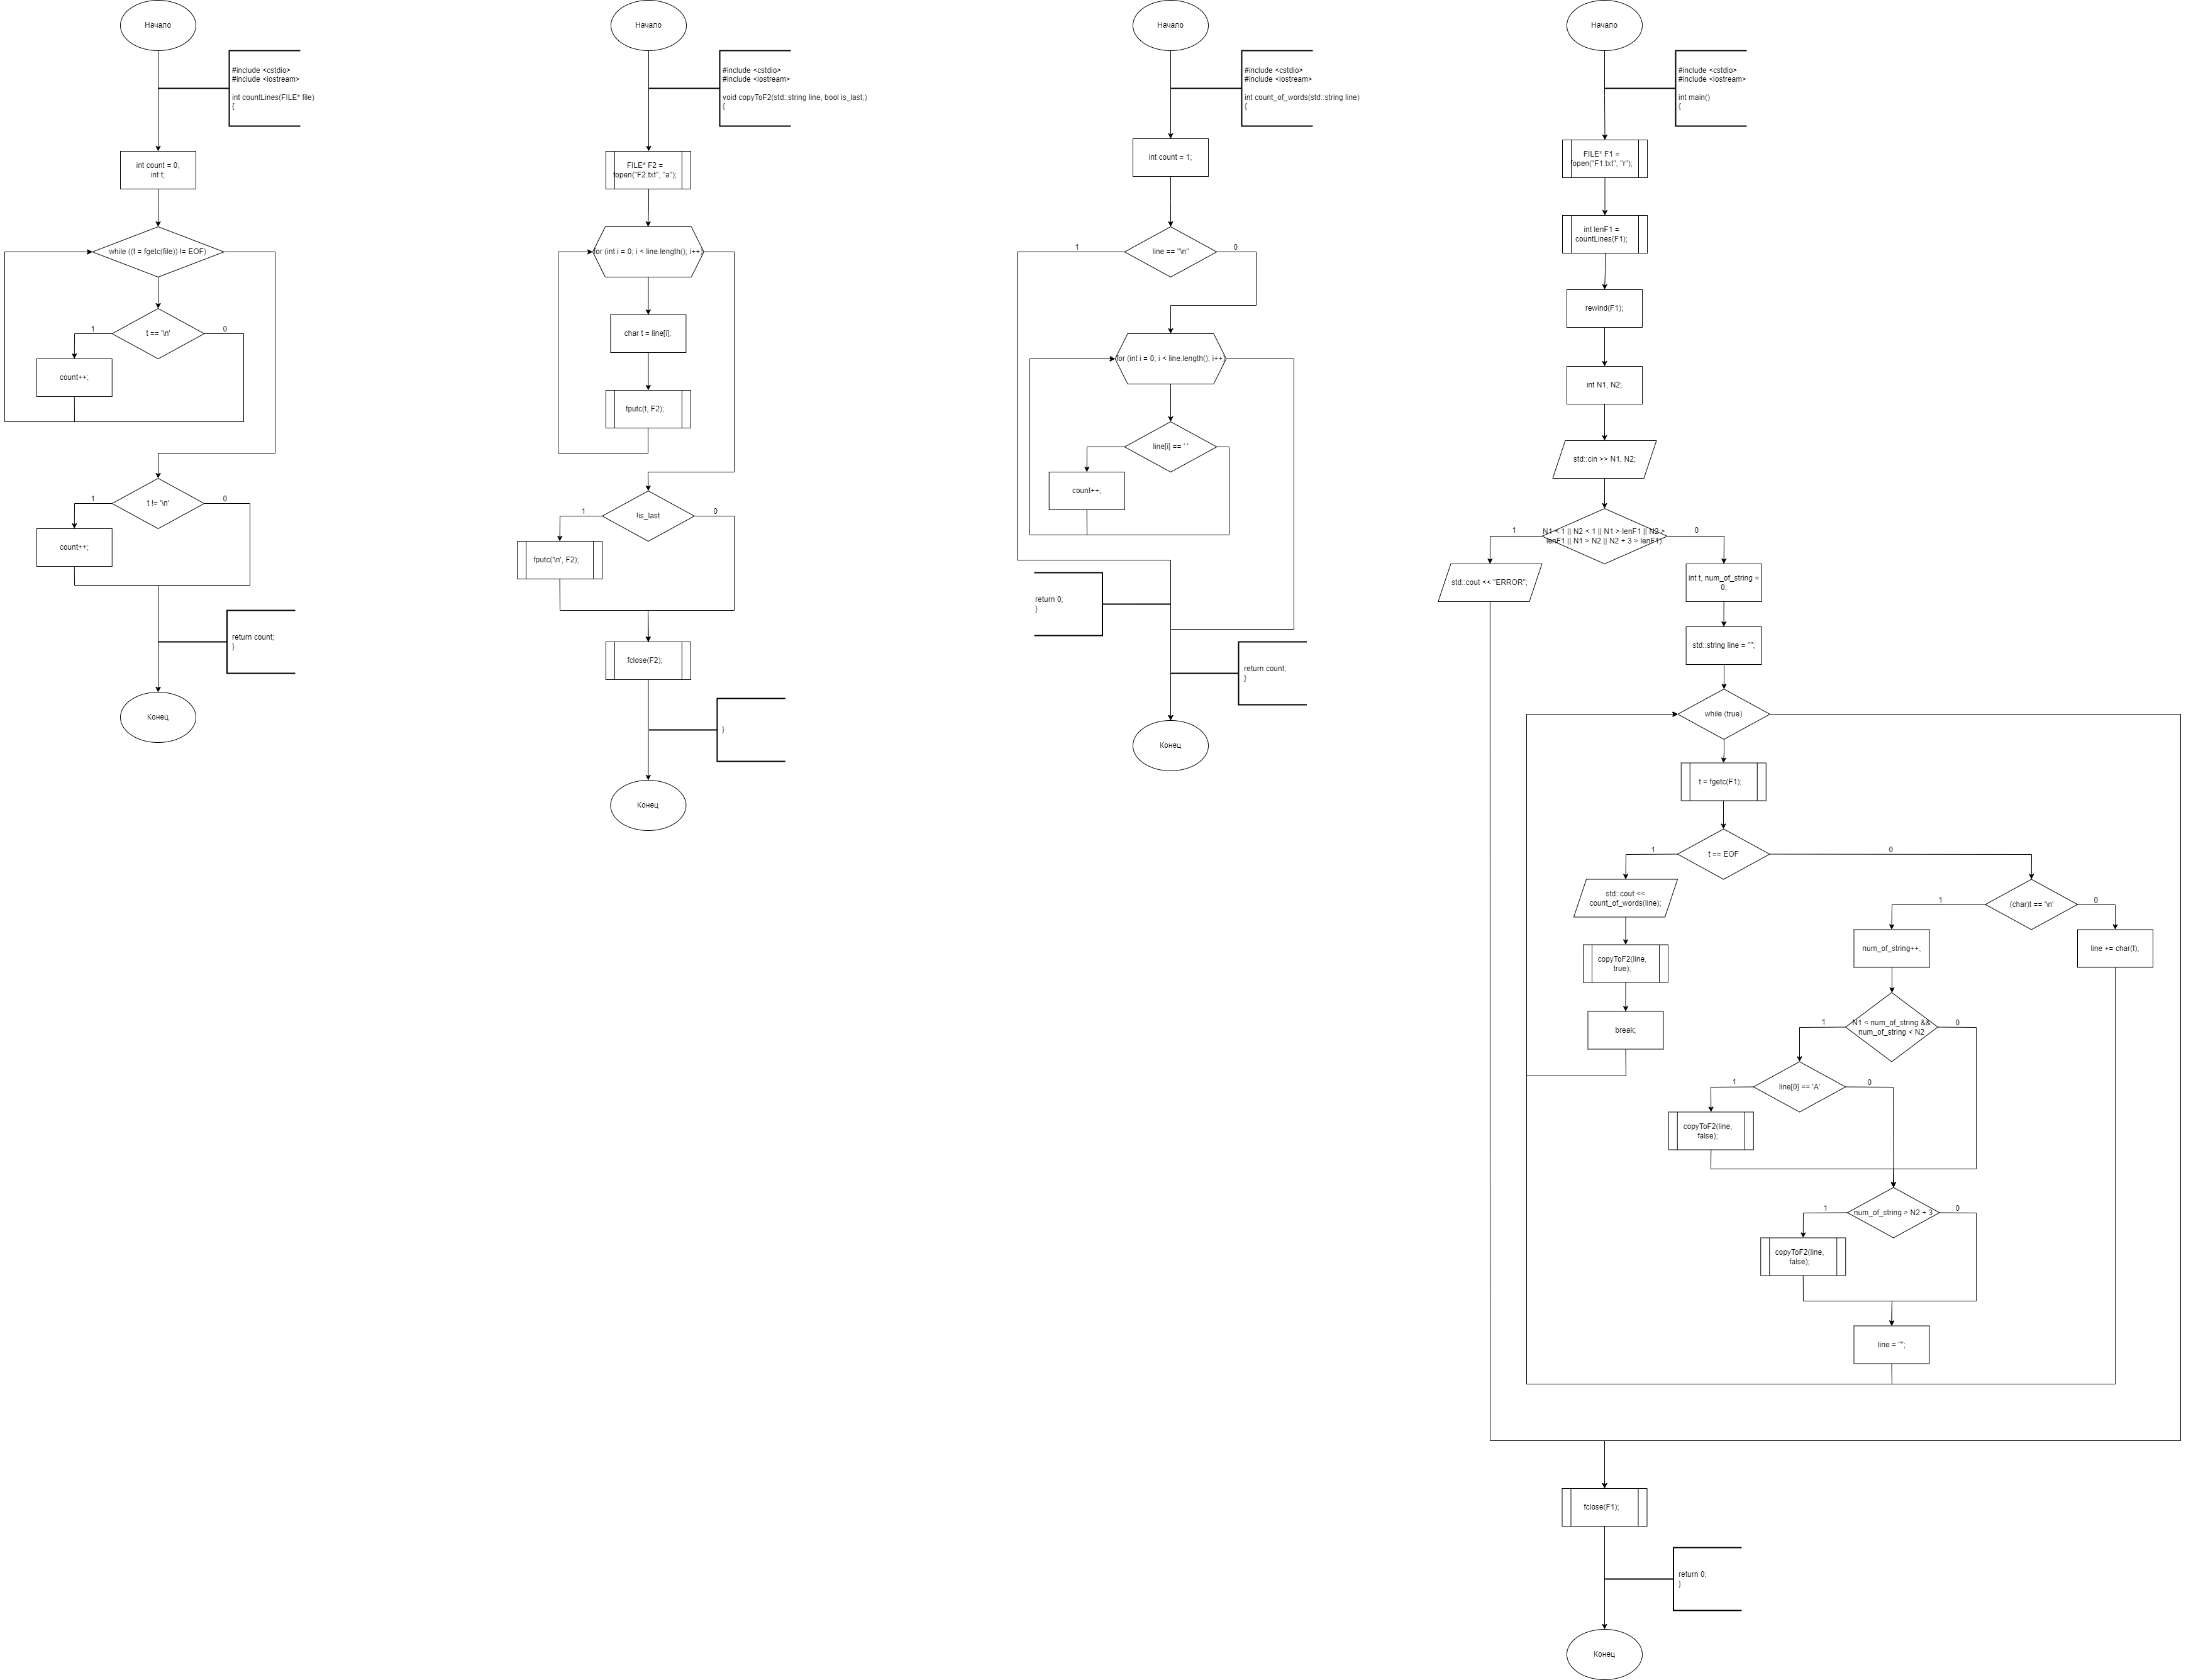 Начало
#include <cstdio>
#include <iostream>
int countLines(FILE* file)
{
int count = 0;
int t;
while ((t = fgetc(file)) != EOF)
t == '\n'
1
0
count++;
t != '\n'
1
0
count++;
return count;
}
Конец
Начало
#include <cstdio>
#include <iostream>
void copyToF2(std::string line, bool is_last;)
{
FILE* F2 =
fopen("F2.txt", "a");
for (int i = 0; i < line.length(); i++)
char t = line[i];
fputc(t, F2);
!is_last
1
0
fputc('\n', F2);
fclose(F2);
}
Конец
Начало
#include <cstdio>
#include <iostream>
int count_of_words(std::string line)
{
int count = 1;
line == "\n"
1
0
for (int i = 0; i < line.length(); i++)
line[i] == ' '
count++;
return 0;
}
return count;
}
Конец
Начало
#include <cstdio>
#include <iostream>
int main()
{
FILE* F1 =
fopen("F1.txt", "r");
int lenF1 =
countLines(F1);
rewind(F1);
int N1, N2;
std::cin >> N1, N2;
N1 < 1 || N2 < 1 || N1 > lenF1 || N2 >
lenF1 || N1 > N2 || N2 + 3 > lenF1)
1
0
std::cout << "ERROR";
int t, num_of_string =
0;
std::string line = "";
while (true)
t = fgetc(F1);
t == EOF
1
0
std::cout <<
count_of_words(line);
copyToF2(line,
true);
break;
(char)t == '\n'
1
0
num_of_string++;
line += char(t);
N1 < num_of_string &&
num_of_string < N2
1
0
line[0] == 'A'
1
0
copyToF2(line,
false);
num_of_string > N2 + 3
1
0
copyToF2(line,
false);
line = "";
fclose(F1);
return 0;
}
Конец